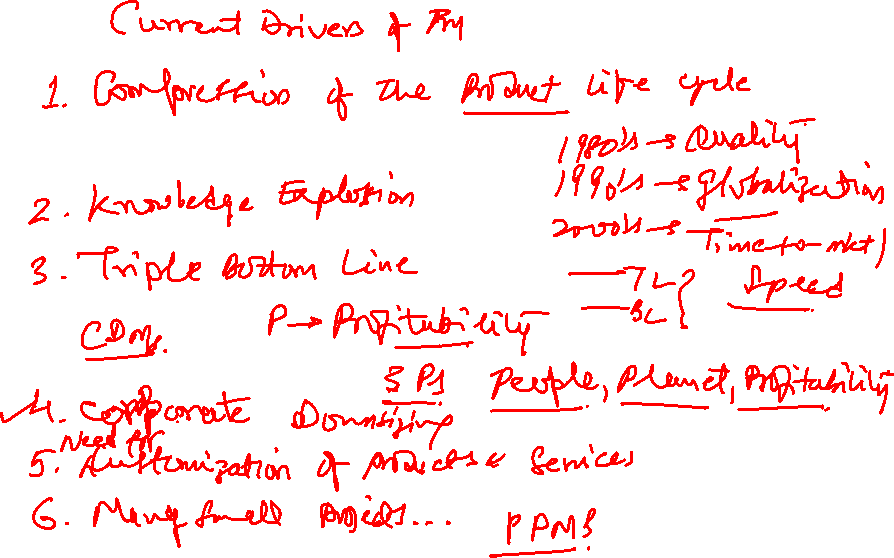 Current Drivers of PM
1. Compression of the Product Life cycle
1980's → Quality
1990's → Globalization
2. Knowledge Explosion
2000's → Time-to-mkt)
3. Triple Bottom Line
TL
BL
Speed
CDMs
P → Profitability
3 Ps People, Planet, Profitability
4. Corporate Downsizing
Need for
5. Customization of Products & Services
6. Many Small Projects...
PPMS